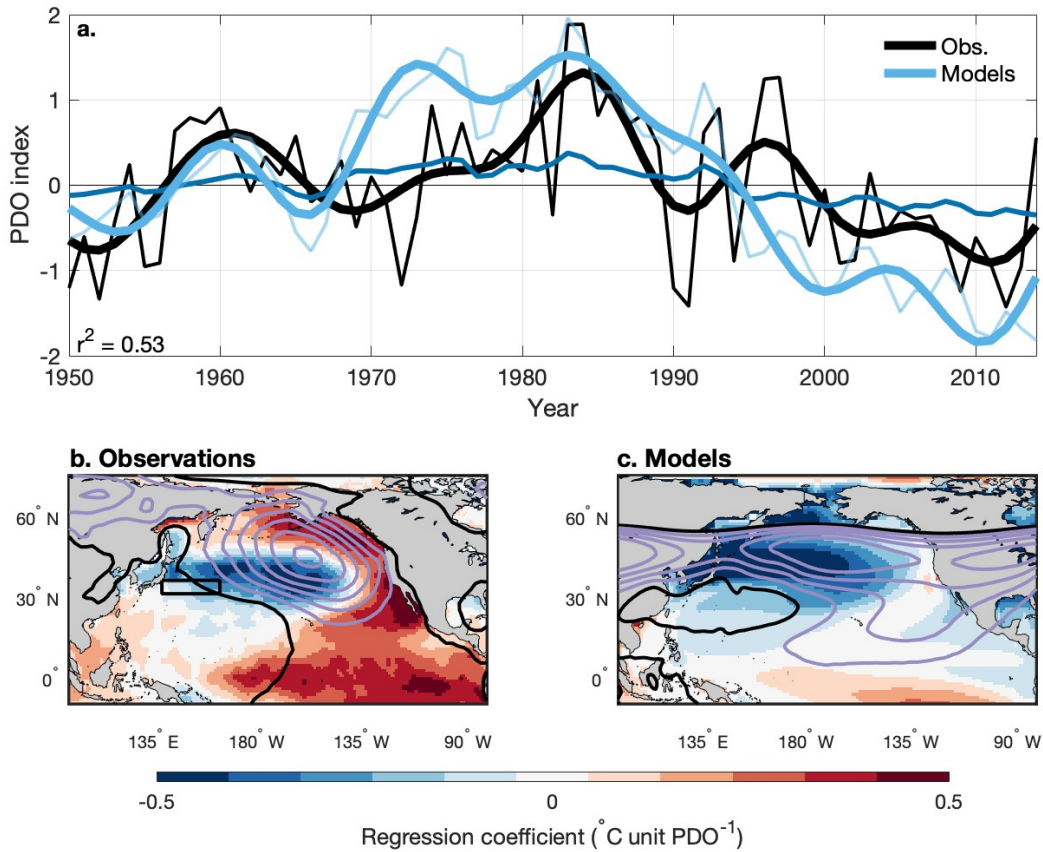 a.
Obs.
Models
2
1
0
-1
-2
PDO index
r² = 0.53
1950 1960 1970 1980 1990 2000 2010
Year
b. Observations
c. Models
60° N
30° N
0°
60° N
30° N
0°
135° E 180° W 135° W 90° W
135° E 180° W 135° W 90° W
-0.5 0 0.5
Regression coefficient (°C unit PDO⁻¹)